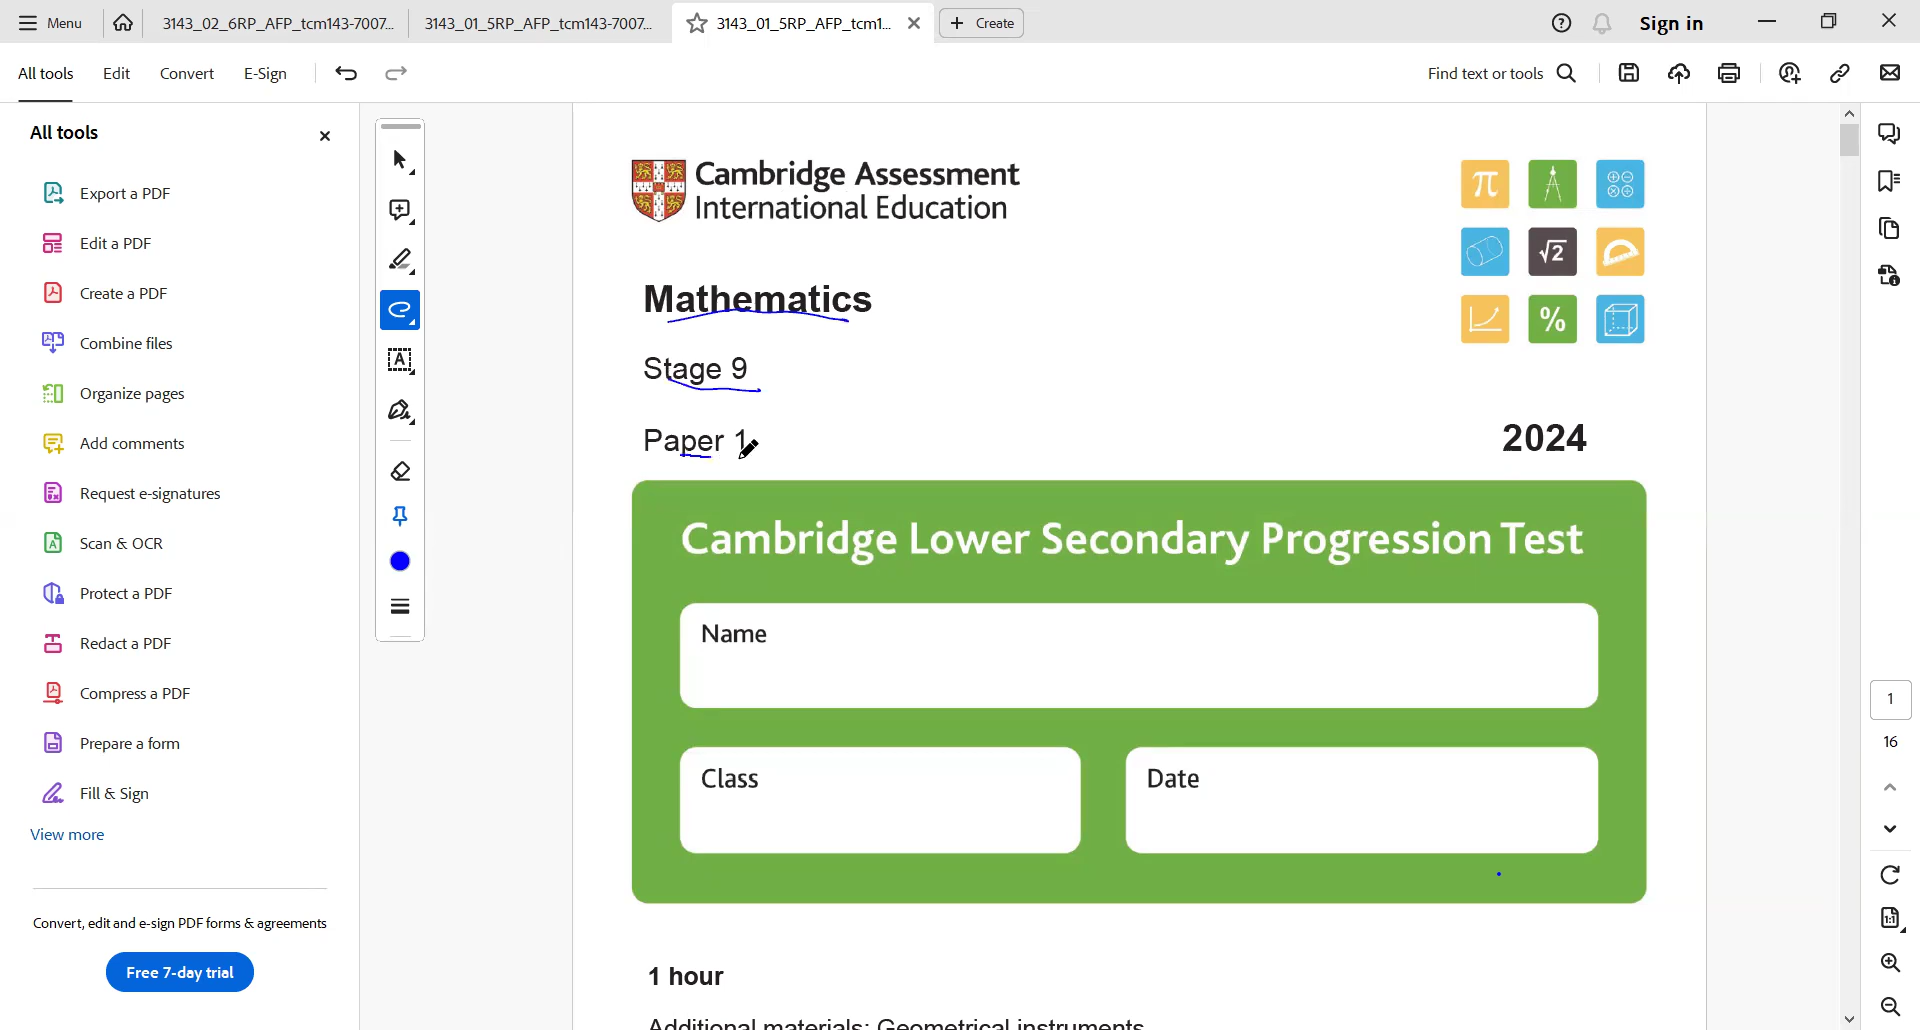 Menu
3143_02_6RP_AFP_tcm143-7007...
3143_01_5RP_AFP_tcm143-7007...
3143_01_5RP_AFP_tcm1...
Create
Sign in
All tools
Edit
Convert
E-Sign
Find text or tools
All tools
Export a PDF
Edit a PDF
Create a PDF
Combine files
Organize pages
Add comments
Request e-signatures
Scan & OCR
Protect a PDF
Redact a PDF
Compress a PDF
Prepare a form
Fill & Sign
View more
Convert, edit and e-sign PDF forms & agreements
Free 7-day trial
Cambridge Assessment
International Education
π
√2
%
Mathematics
Stage 9
Paper 1
2024
Cambridge Lower Secondary Progression Test
Name
Class
Date
1 hour
Additional materials: Geometrical instruments
1
16